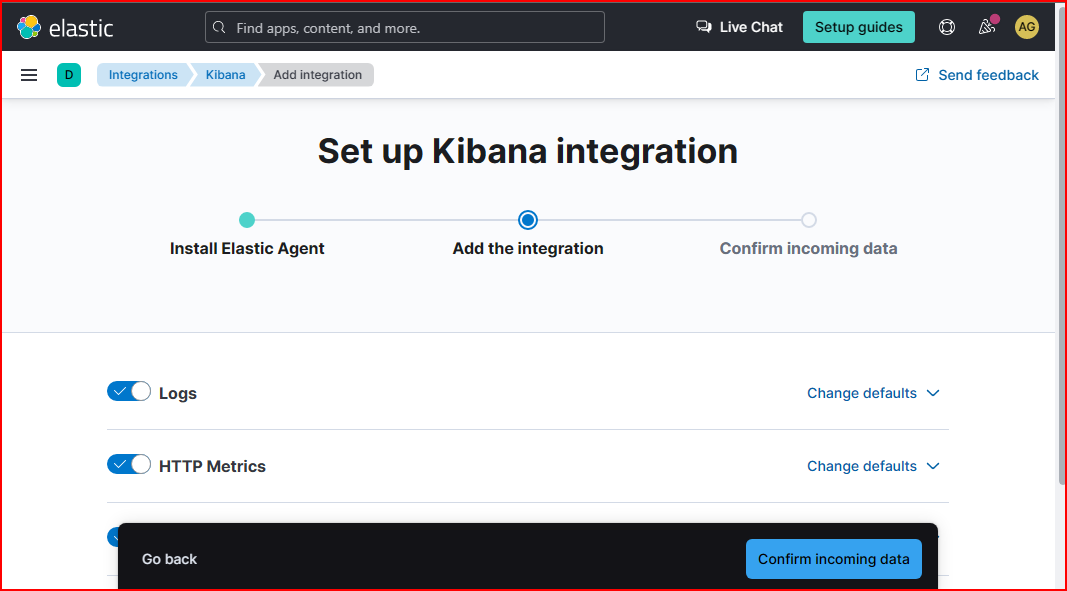 elastic
Find apps, content, and more.
Live Chat
Setup guides
AG
D
Integrations
Kibana
Add integration
Send feedback
Set up Kibana integration
Install Elastic Agent
Add the integration
Confirm incoming data
Logs
Change defaults
HTTP Metrics
Change defaults
Go back
Confirm incoming data